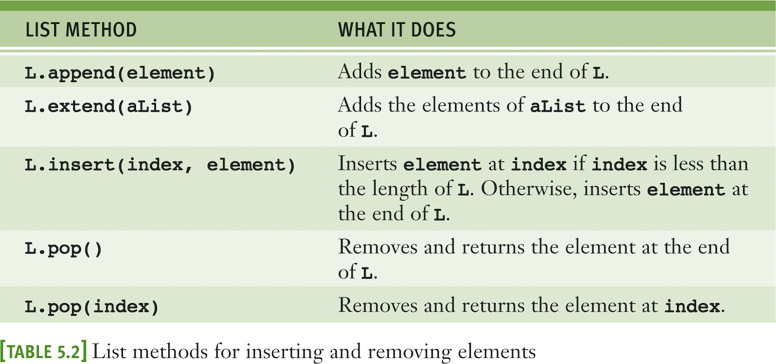 LIST METHOD WHAT IT DOES
L.append(element) Adds element to the end of L.
L.extend(aList) Adds the elements of aList to the end
of L.
L.insert(index, element) Inserts element at index if index is less than
the length of L. Otherwise, inserts element at
the end of L.
L.pop() Removes and returns the element at the end
of L.
L.pop(index) Removes and returns the element at index.
[TABLE 5.2] List methods for inserting and removing elements